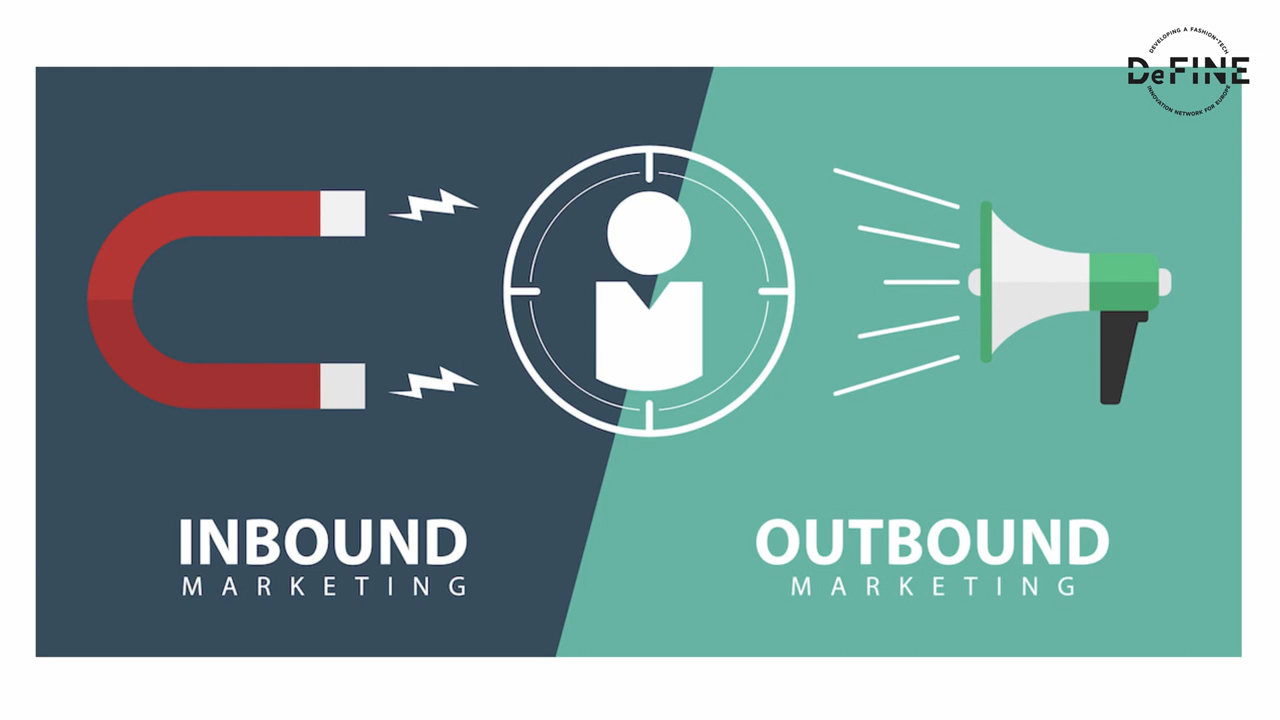 DEVELOPING A FASHION-TECH
DeFINE
INNOVATION NETWORK FOR EUROPE
INBOUND
MARKETING
OUTBOUND
MARKETING